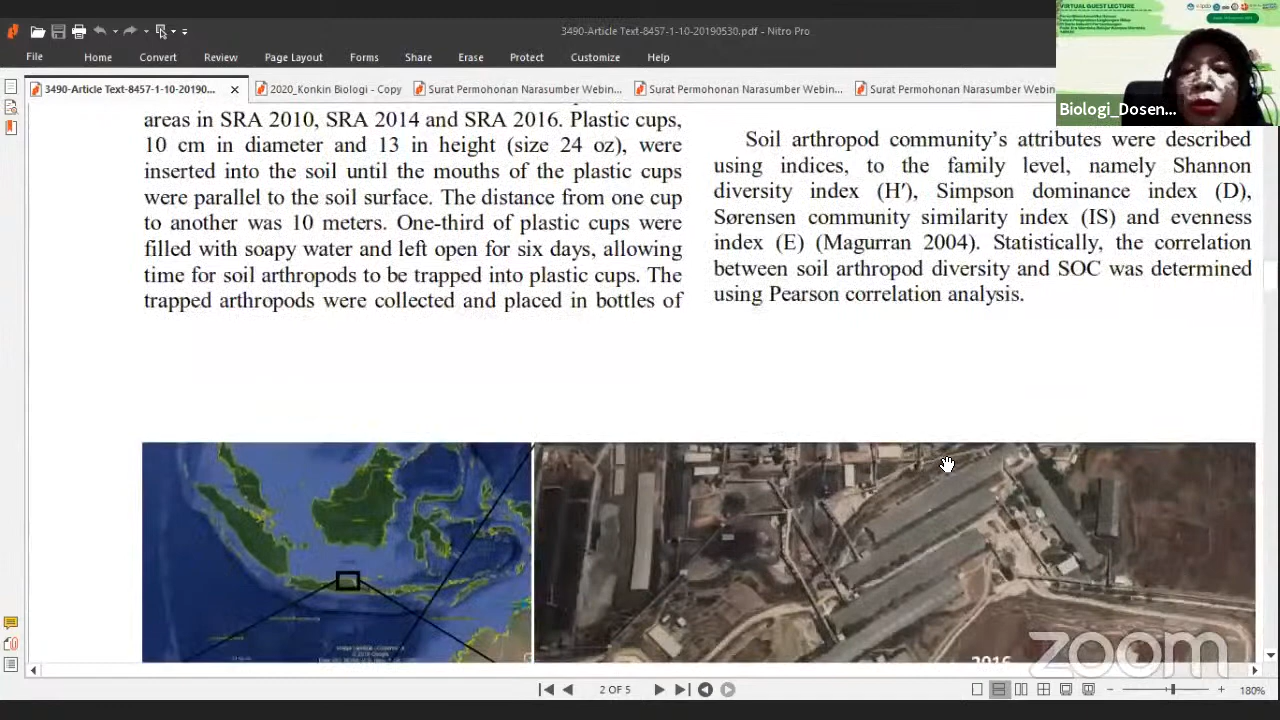 3490-Article Text-8457-1-10-20190530.pdf - Nitro Pro
File Home Convert Review Page Layout Forms Share Erase Protect Customize Help
3490-Article Text-8457-1-10-20190... 2020_Konkin Biologi - Copy Surat Permohonan Narasumber Webin... Surat Permohonan Narasumber Webin... Surat Permohonan Narasumber Webin
VIRTUAL GUEST LECTURE
Biologi_Dosen...
areas in SRA 2010, SRA 2014 and SRA 2016. Plastic cups,
10 cm in diameter and 13 in height (size 24 oz), were
inserted into the soil until the mouths of the plastic cups
were parallel to the soil surface. The distance from one cup
to another was 10 meters. One-third of plastic cups were
filled with soapy water and left open for six days, allowing
time for soil arthropods to be trapped into plastic cups. The
trapped arthropods were collected and placed in bottles of
Soil arthropod community's attributes were described
using indices, to the family level, namely Shannon
diversity index (H′), Simpson dominance index (D),
Sørensen community similarity index (IS) and evenness
index (E) (Magurran 2004). Statistically, the correlation
between soil arthropod diversity and SOC was determined
using Pearson correlation analysis.
2016
zoom
2 OF 5
180%